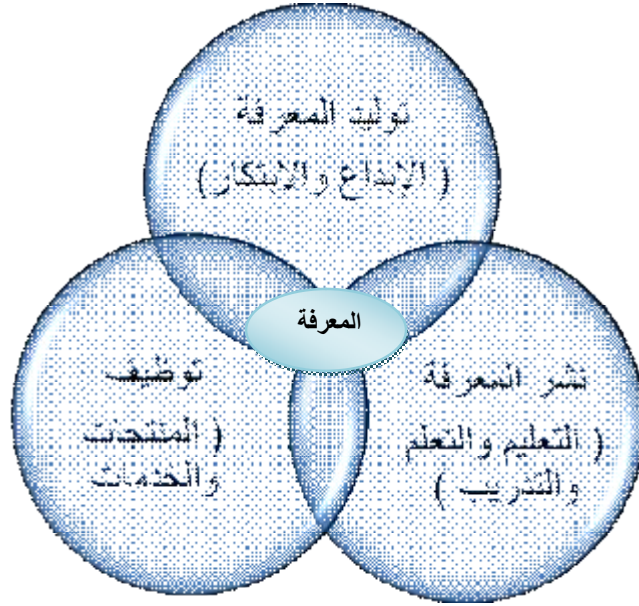 توليد المعرفة
( الإبداع والابتكار)
المعرفة
نشر المعرفة
( التعليم والتعلم
والتدريب )
توظيف
( المنتجات
والخدمات